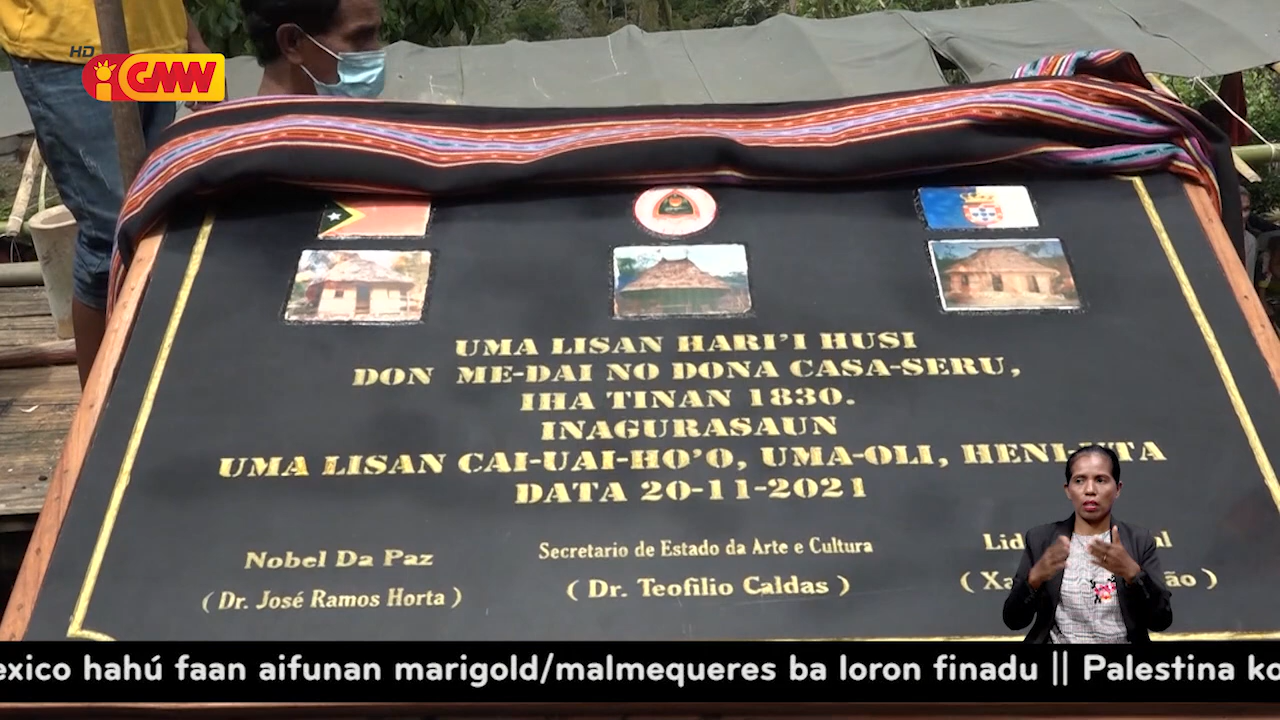 HD
GMN
UMA LISAN HARI'I HUSI
DON ME-DAI NO DONA CASA-SERU,
IHA TINAN 1830.
INAGURASAUN
UMA LISAN CAI-UAI-HO'O, UMA-OLI,
DATA 20-11-2021
Nobel Da Paz
Secretario de Estado da Arte e Cultura
(Dr. José Ramos Horta)
(Dr. Teofilio Caldas)
exico hahú faan aifunan marigold/malmequeres ba loron finadu || Palestina ko